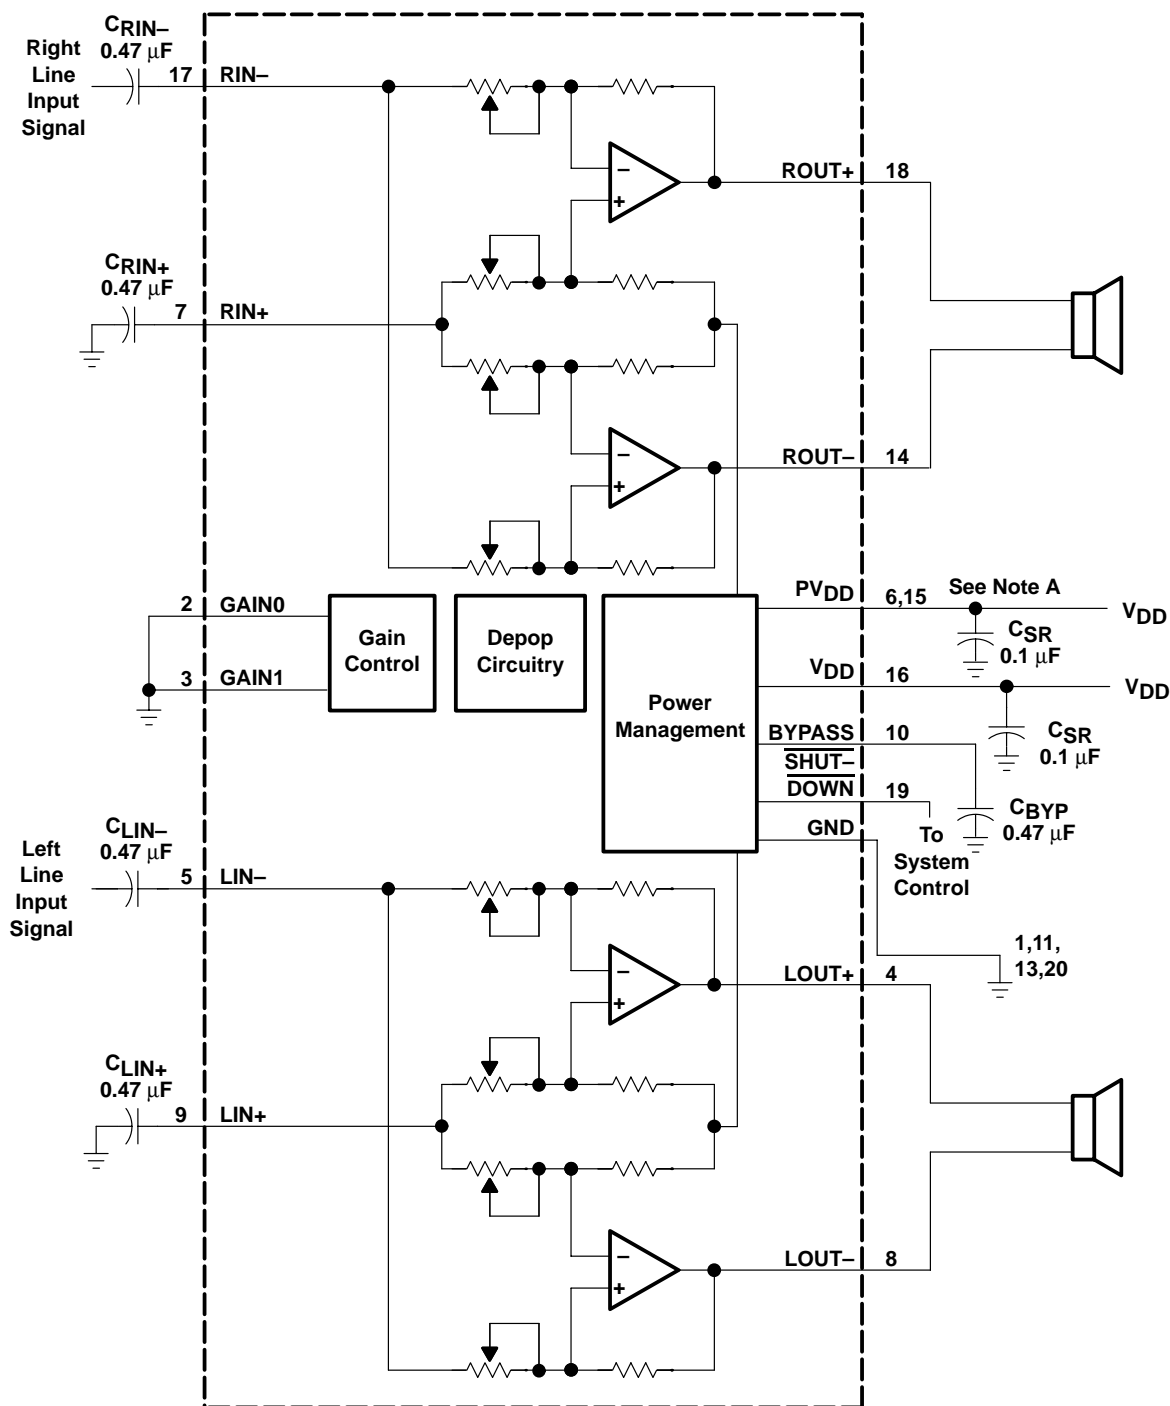 CRIN–
0.47 μF
Right
Line
Input
Signal
17
RIN–
–
+
ROUT+
18
CRIN+
0.47 μF
7
RIN+
–
+
ROUT–
14
2
GAIN0
3
GAIN1
Gain
Control
Depop
Circuitry
Power
Management
PVDD
6,15
See Note A
VDD
CSR
0.1 μF
VDD
16
VDD
CSR
0.1 μF
BYPASS
10
SHUT–
DOWN
19
CBYP
0.47 μF
To
System
Control
GND
1,11,
13,20
CLIN–
0.47 μF
Left
Line
Input
Signal
5
LIN–
–
+
LOUT+
4
CLIN+
0.47 μF
9
LIN+
–
+
LOUT–
8